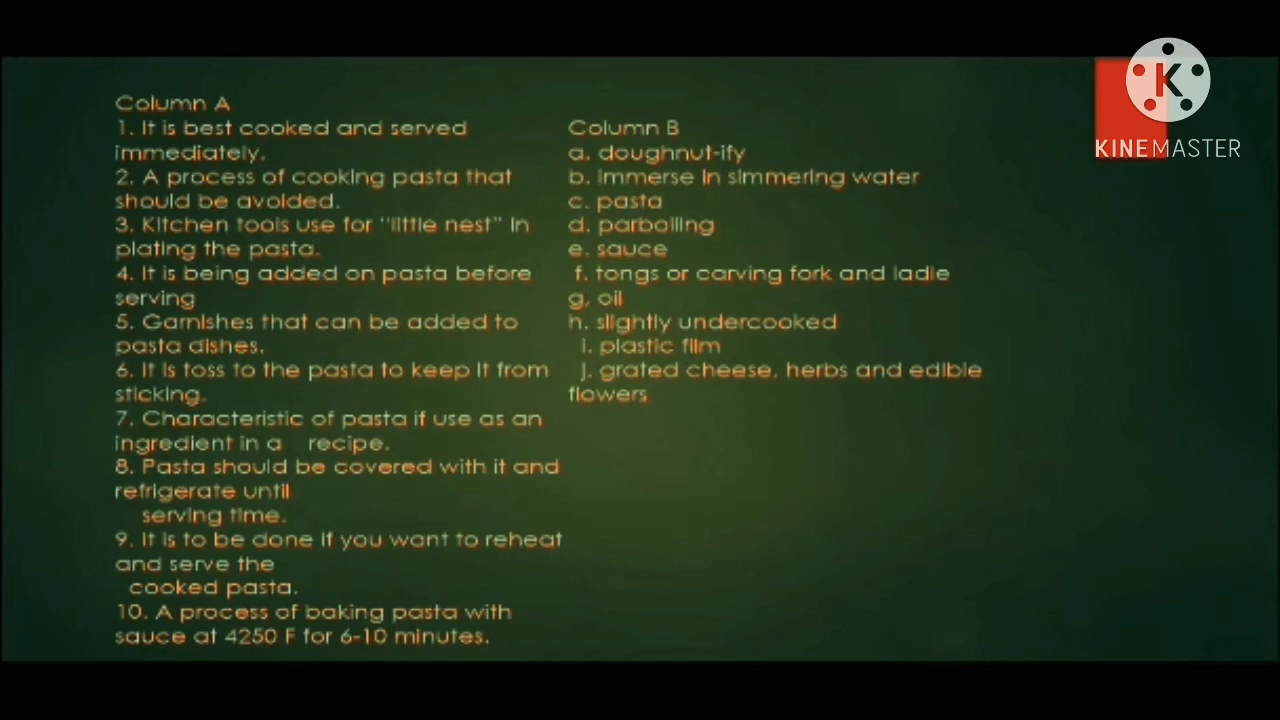 Column A
1. It is best cooked and served
immediately.
2. A process of cooking pasta that
should be avoided.
3. Kitchen tools use for "little nest" in
plating the pasta.
4. It is being added on pasta before
serving
5. Garnishes that can be added to
pasta dishes.
6. It is toss to the pasta to keep it from
sticking.
7. Characteristic of pasta if use as an
ingredient in a recipe.
8. Pasta should be covered with it and
refrigerate until
serving time.
9. It is to be done if you want to reheat
and serve the
cooked pasta.
10. A process of baking pasta with
sauce at 4250 F for 6-10 minutes.
Column B
a. doughnut-ify
b. immerse in simmering water
c. pasta
d. parboiling
e. sauce
f. tongs or carving fork and ladle
g. oil
h. slightly undercooked
i. plastic film
j. grated cheese, herbs and edible
flowers
K
KINEMASTER